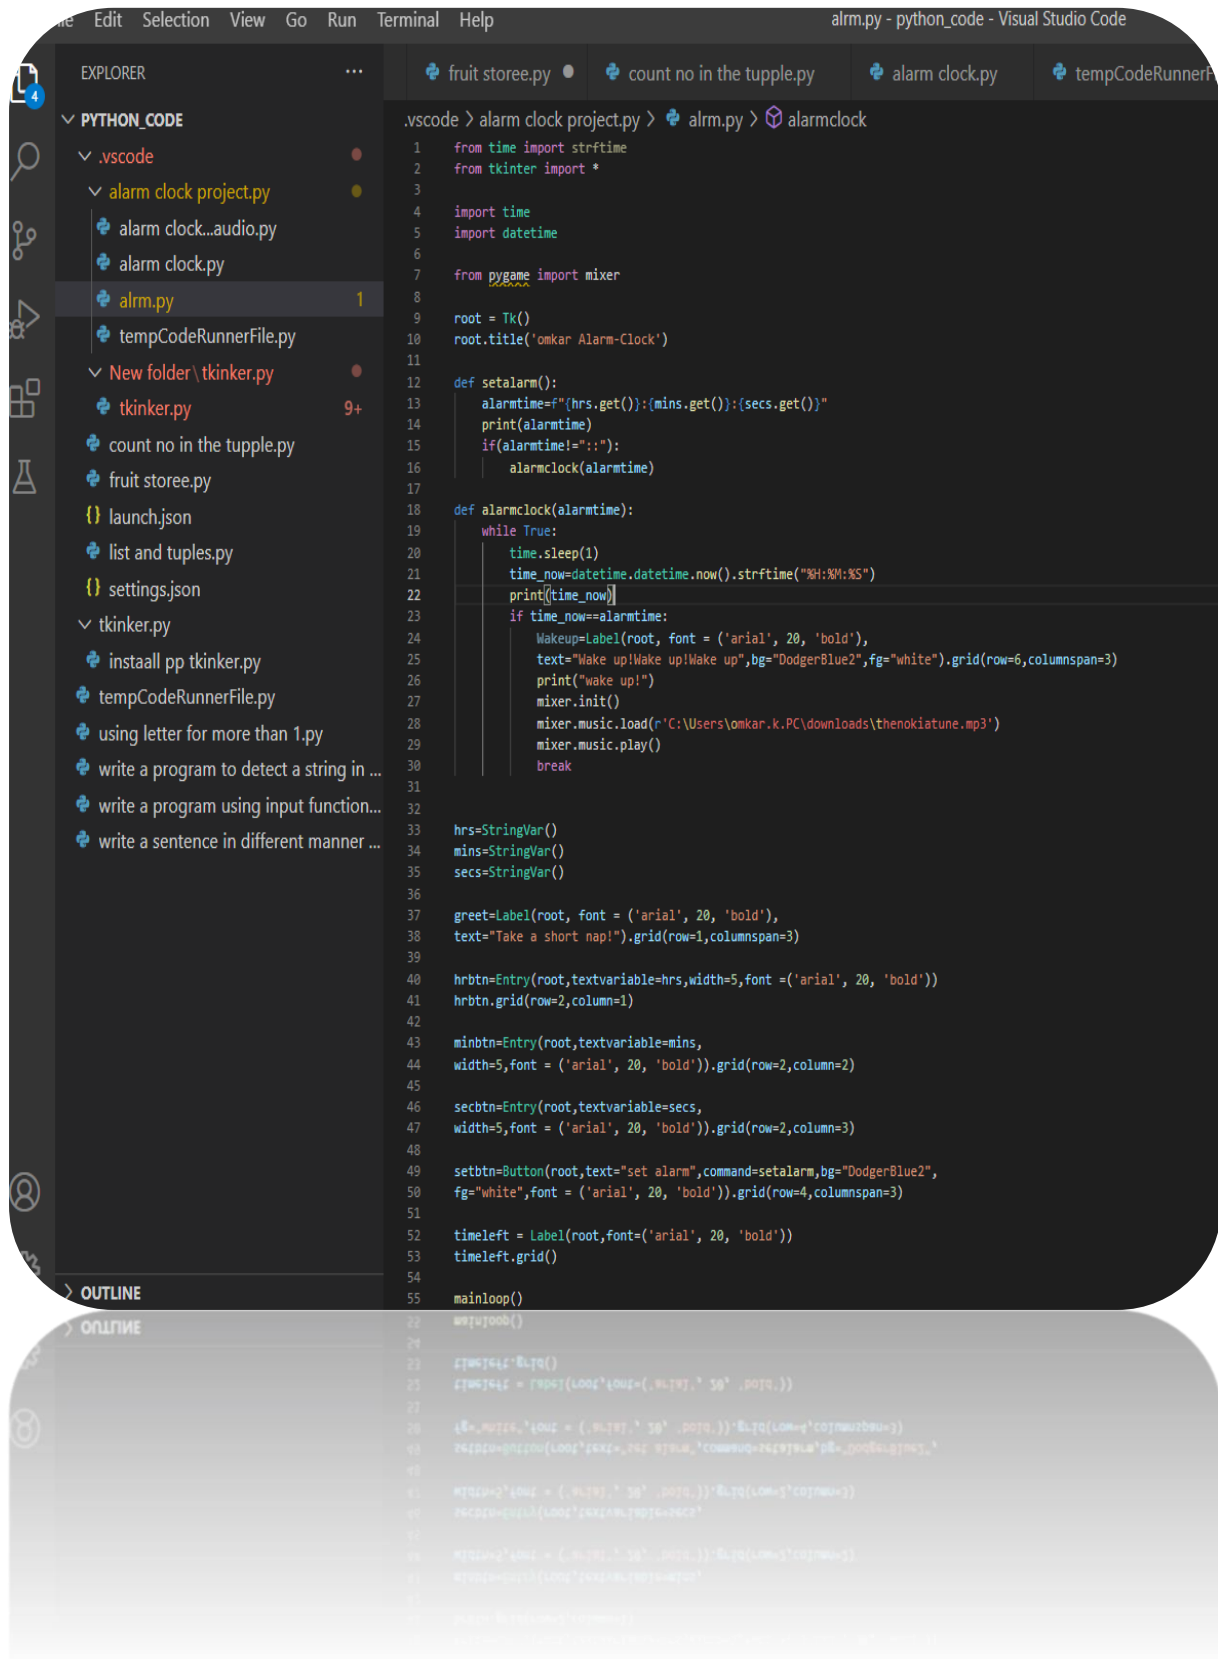 Edit Selection View Go Run Terminal Help alrm.py - python_code - Visual Studio Code
EXPLORER ...
fruit storee.py count no in the tupple.py alarm clock.py tempCodeRunnerF
4
PYTHON_CODE
.vscode
alarm clock project.py
alarm clock...audio.py
alarm clock.py
alrm.py 1
tempCodeRunnerFile.py
New folder\tkinker.py
tkinker.py 9+
count no in the tupple.py
fruit storee.py
{} launch.json
list and tuples.py
{} settings.json
tkinker.py
instaall pp tkinker.py
tempCodeRunnerFile.py
using letter for more than 1.py
write a program to detect a string in ...
write a program using input function...
write a sentence in different manner ...
OUTLINE
.vscode > alarm clock project.py > alrm.py > alarmclock
1 from time import strftime
2 from tkinter import *
3
4 import time
5 import datetime
6
7 from pygame import mixer
8
9 root = Tk()
10 root.title('omkar Alarm-Clock')
11
12 def setalarm():
13 alarmtime=f"{hrs.get()}:{mins.get()}:{secs.get()}"
14 print(alarmtime)
15 if(alarmtime!="::"):
16 alarmclock(alarmtime)
17
18 def alarmclock(alarmtime):
19 while True:
20 time.sleep(1)
21 time_now=datetime.datetime.now().strftime("%H:%M:%S")
22 print(time_now)
23 if time_now==alarmtime:
24 Wakeup=Label(root, font = ('arial', 20, 'bold'),
25 text="Wake up!Wake up!Wake up",bg="DodgerBlue2",fg="white").grid(row=6,columnspan=3)
26 print("wake up!")
27 mixer.init()
28 mixer.music.load(r'C:\Users\omkar.k.PC\downloads\thenokiatune.mp3')
29 mixer.music.play()
30 break
31
32
33 hrs=StringVar()
34 mins=StringVar()
35 secs=StringVar()
36
37 greet=Label(root, font = ('arial', 20, 'bold'),
38 text="Take a short nap!").grid(row=1,columnspan=3)
39
40 hrbtn=Entry(root,textvariable=hrs,width=5,font =('arial', 20, 'bold'))
41 hrbtn.grid(row=2,column=1)
42
43 minbtn=Entry(root,textvariable=mins,
44 width=5,font = ('arial', 20, 'bold')).grid(row=2,column=2)
45
46 secbtn=Entry(root,textvariable=secs,
47 width=5,font = ('arial', 20, 'bold')).grid(row=2,column=3)
48
49 setbtn=Button(root,text="set alarm",command=setalarm,bg="DodgerBlue2",
50 fg="white",font = ('arial', 20, 'bold')).grid(row=4,columnspan=3)
51
52 timeleft = Label(root,font=('arial', 20, 'bold'))
53 timeleft.grid()
54
55 mainloop()